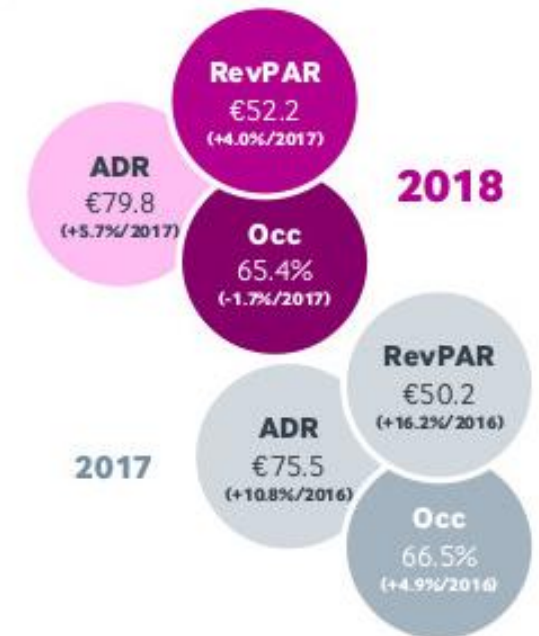 RevPAR
€52.2
(+4.0%/2017)
ADR
€79.8
(+5.7%/2017)
2018
Occ
65.4%
(-1.7%/2017)
RevPAR
€50.2
(+16.2%/2016)
ADR
€75.5
(+10.8%/2016)
2017
Occ
66.5%
(+4.9%/2016)